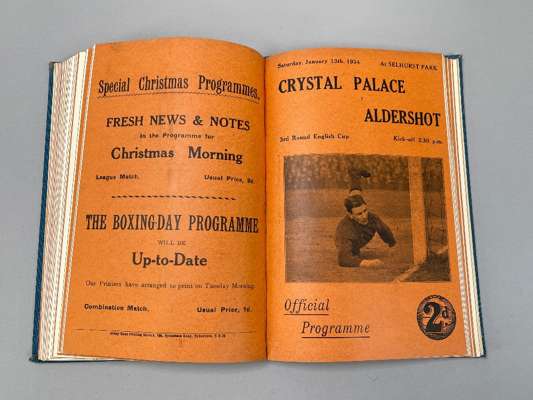 Special Christmas Programmes.
FRESH NEWS & NOTES
in the Programme for
Christmas Morning
League Match. Usual Price, 2d.
THE BOXING-DAY PROGRAMME
WILL BE
Up-to-Date
Our Printers have arranged to print on Tuesday Morning.
Combination Match. Usual Price, 1d.
Saturday, January 13th, 1934 At SELHURST PARK
CRYSTAL PALACE
ALDERSHOT
3rd Round English Cup Kick-off 2.30 p.m.
Official
Programme
2d.